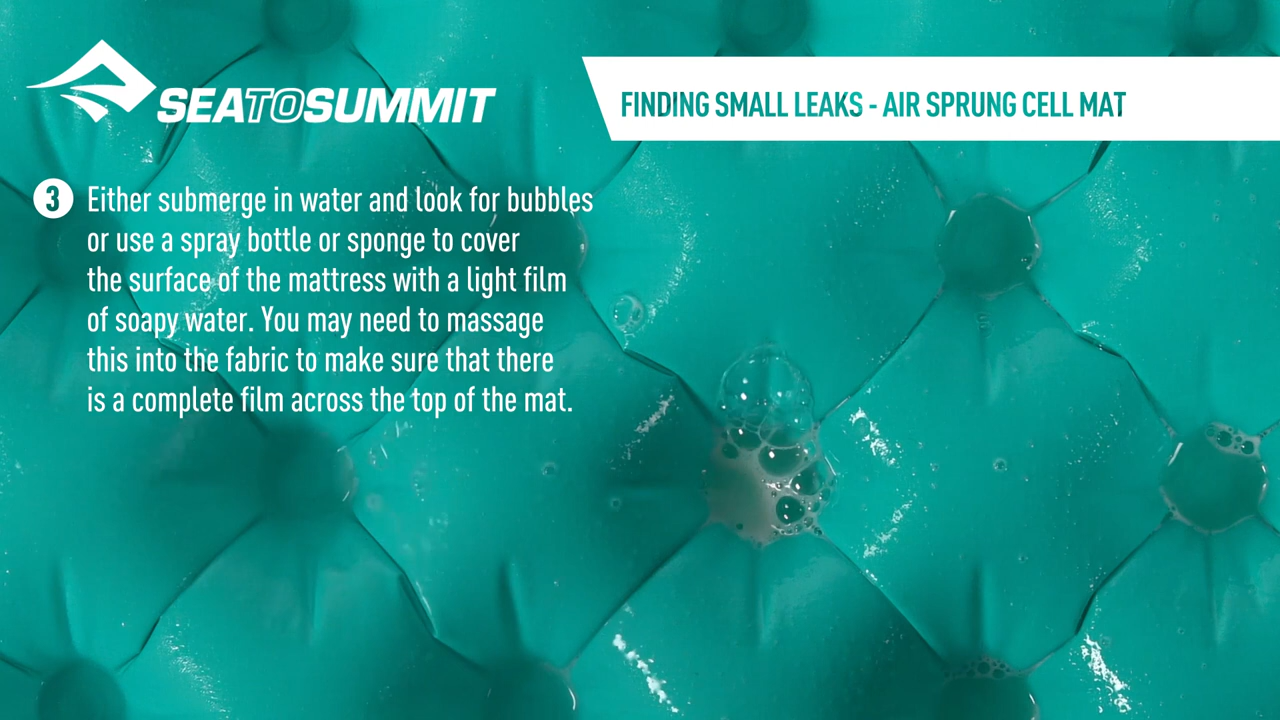 SEATOSUMMIT
FINDING SMALL LEAKS - AIR SPRUNG CELL MAT
3 Either submerge in water and look for bubbles
or use a spray bottle or sponge to cover
the surface of the mattress with a light film
of soapy water. You may need to massage
this into the fabric to make sure that there
is a complete film across the top of the mat.